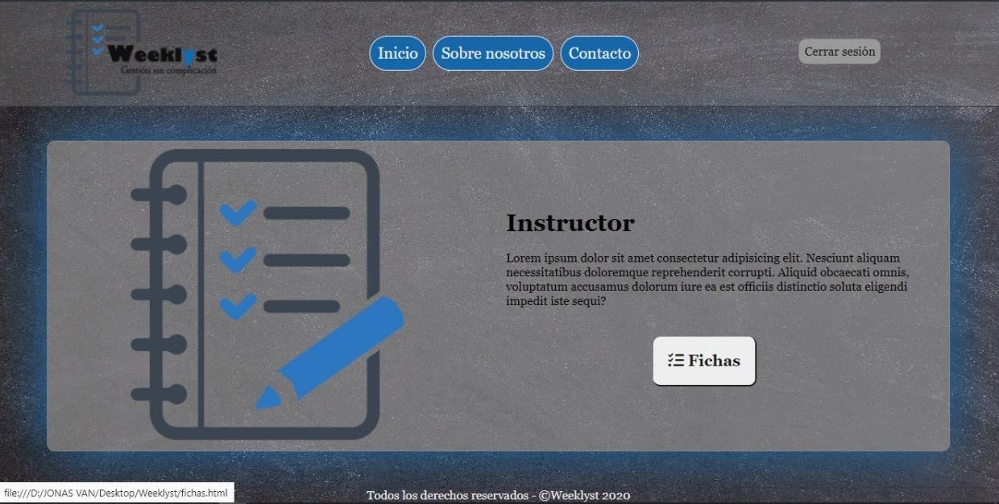 Weeklyst
Gestión sin complicación
Inicio
Sobre nosotros
Contacto
Cerrar sesión
Instructor
Lorem ipsum dolor sit amet consectetur adipisicing elit. Nesciunt aliquam
necessitatibus doloremque reprehenderit corrupti. Aliquid obcaecati omnis,
voluptatum accusamus dolorum iure ea est officiis distinctio soluta eligendi
impedit iste sequi?
Fichas
file:///D:/JONAS VAN/Desktop/Weeklyst/fichas.html
Todos los derechos reservados - ©Weeklyst 2020